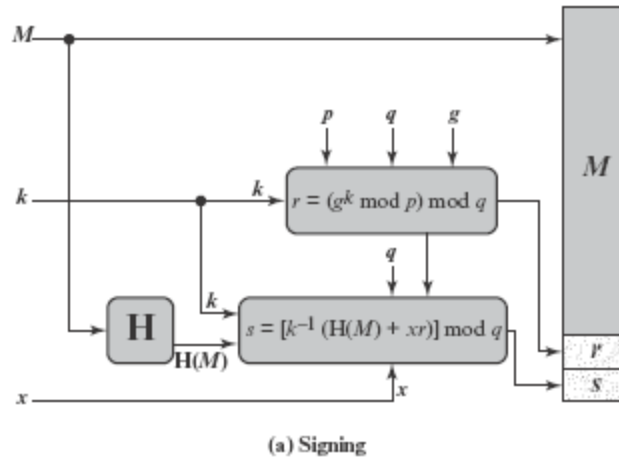 M
p q g
M
k
k
r = (g^k mod p) mod q
q
k
H
s = [k^–1 (H(M) + xr)] mod q
H(M)
r
x
x
s
(a) Signing